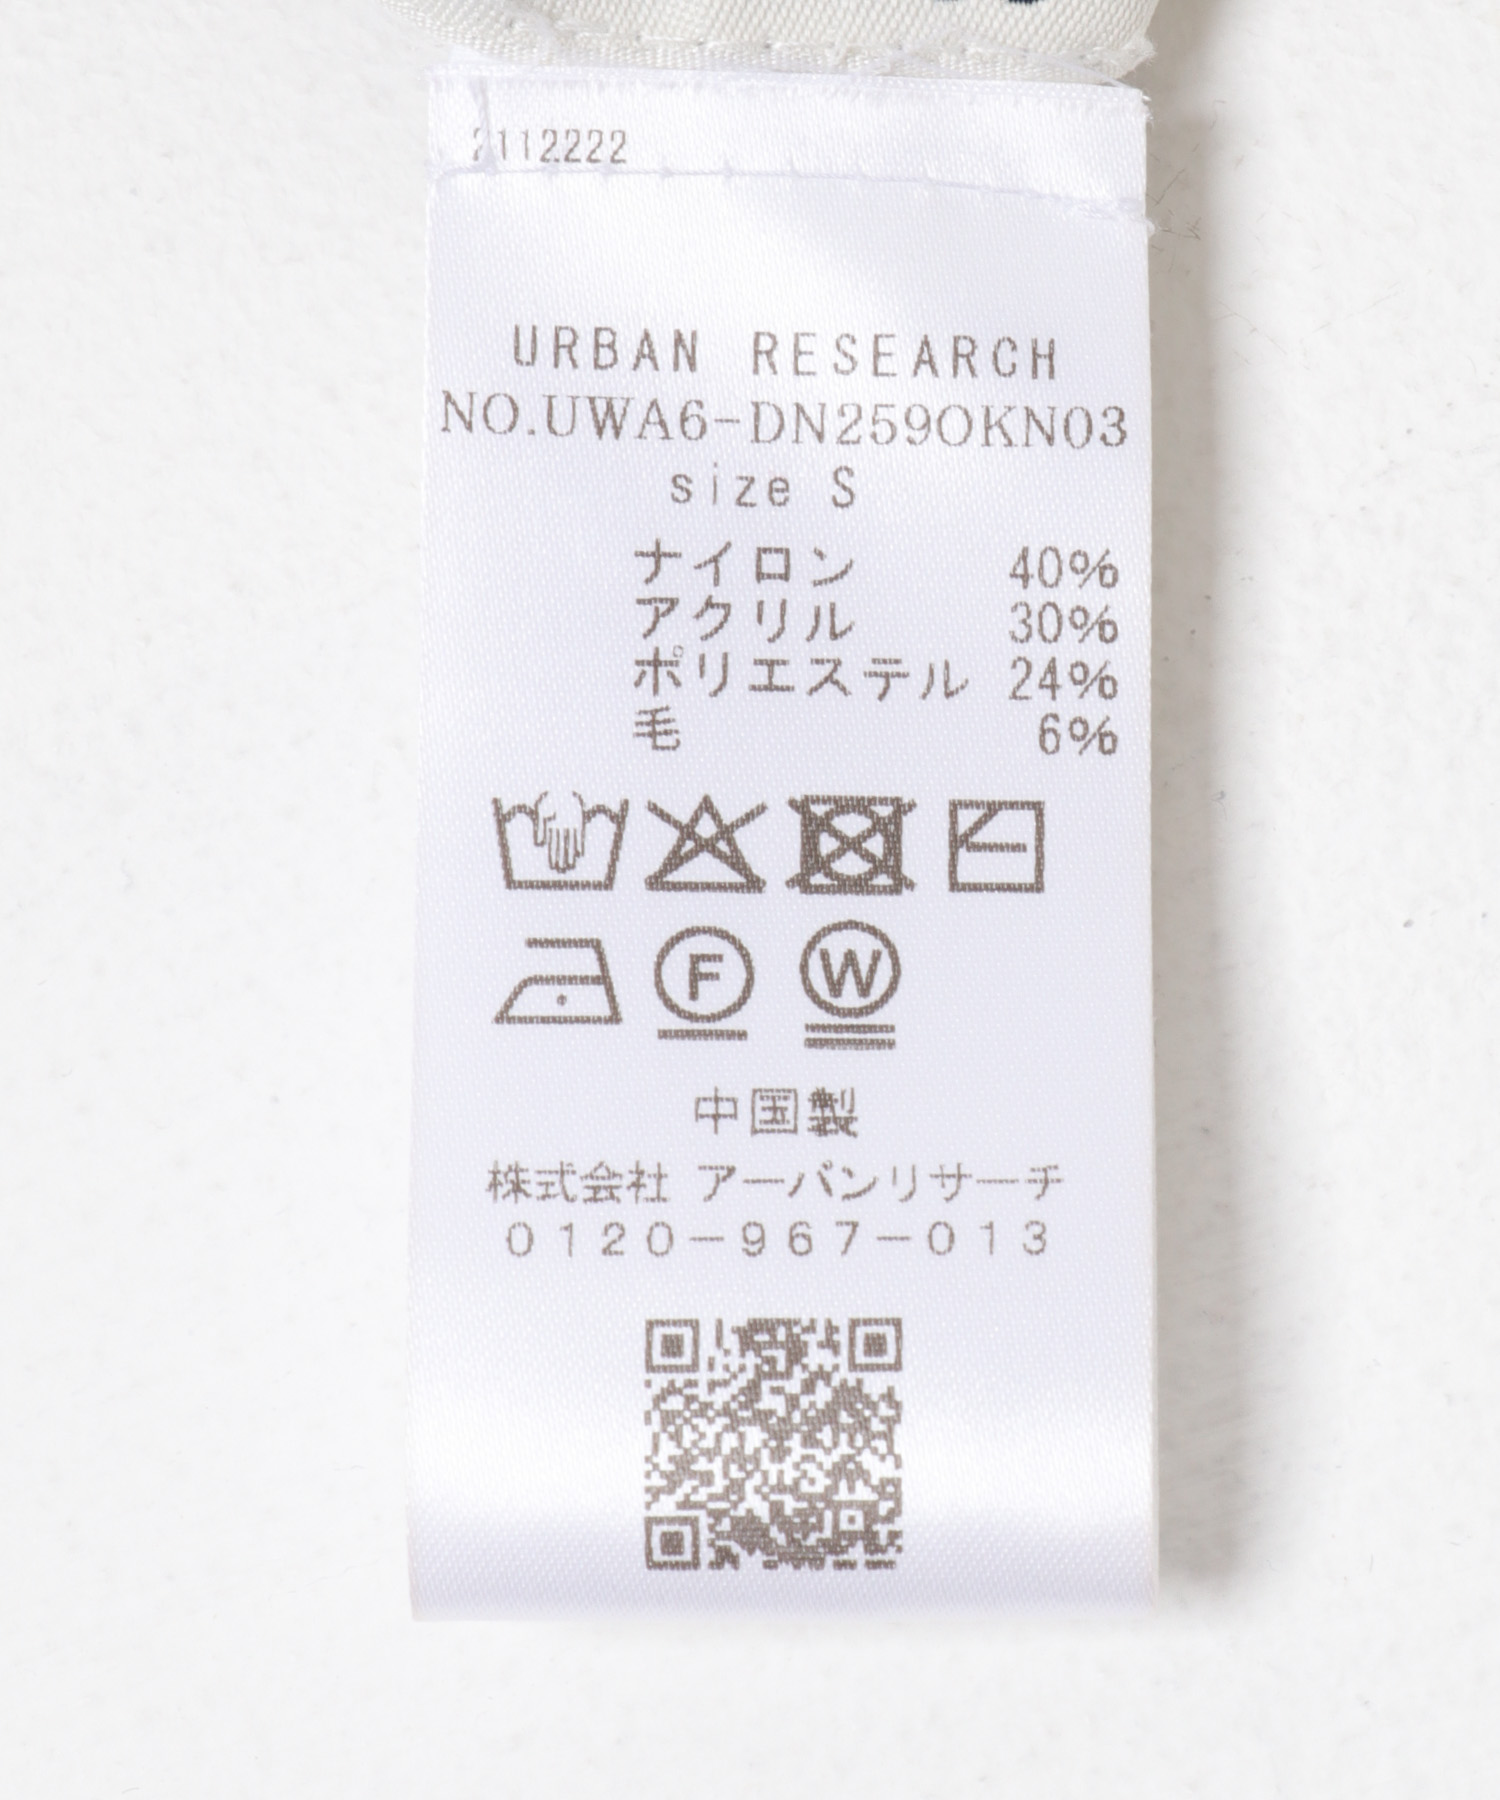 2112222
URBAN RESEARCH
NO.UWA6-DN259OKN03
size S
ナイロン 40%
アクリル 30%
ポリエステル 24%
毛 6%
F W
中国製
株式会社 アーバンリサーチ
0120-967-013